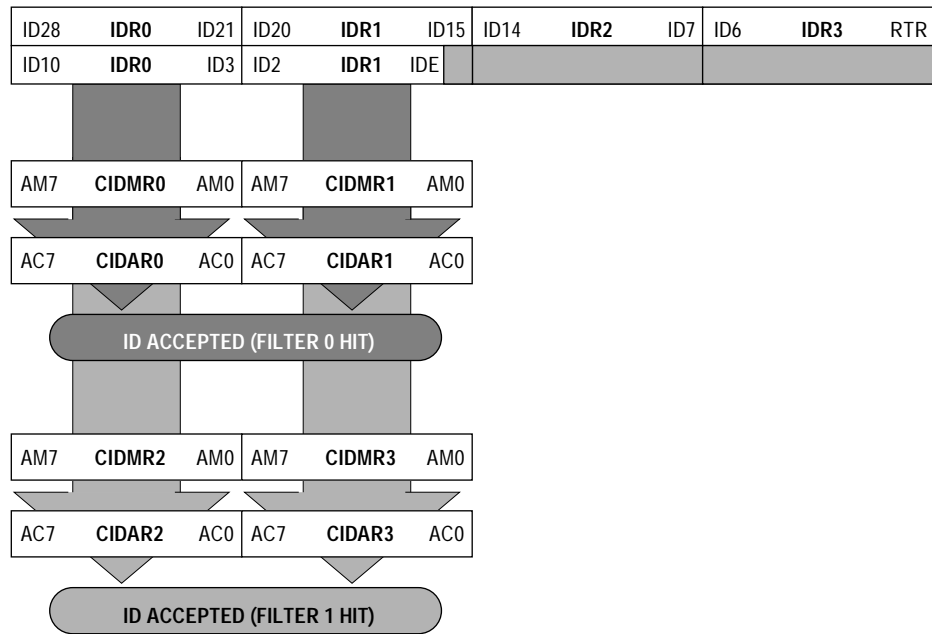 ID28 IDR0 ID21 ID20 IDR1 ID15 ID14 IDR2 ID7 ID6 IDR3 RTR
ID10 IDR0 ID3 ID2 IDR1 IDE
AM7 CIDMR0 AM0 AM7 CIDMR1 AM0
AC7 CIDAR0 AC0 AC7 CIDAR1 AC0
ID ACCEPTED (FILTER 0 HIT)
AM7 CIDMR2 AM0 AM7 CIDMR3 AM0
AC7 CIDAR2 AC0 AC7 CIDAR3 AC0
ID ACCEPTED (FILTER 1 HIT)